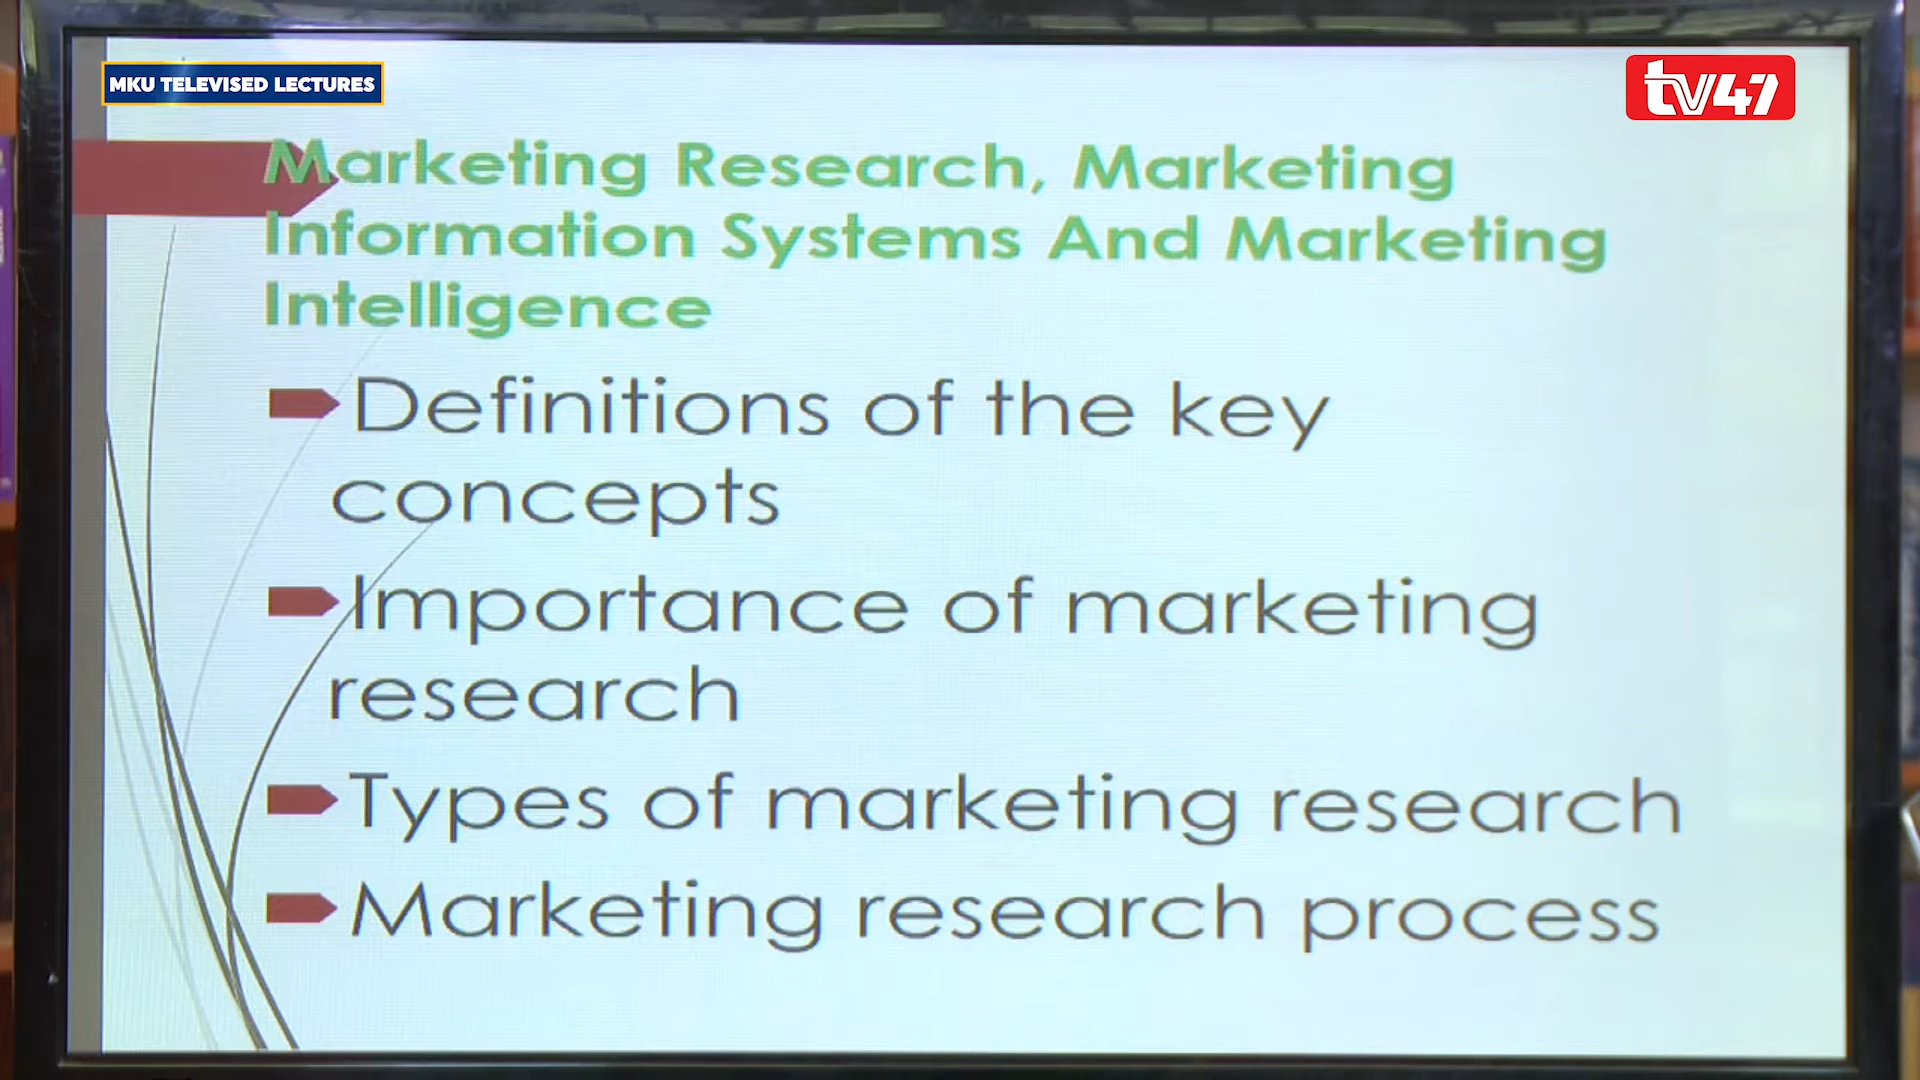 MKU TELEVISED LECTURES
tv47
Marketing Research, Marketing
Information Systems And Marketing
Intelligence
Definitions of the key
concepts
Importance of marketing
research
Types of marketing research
Marketing research process